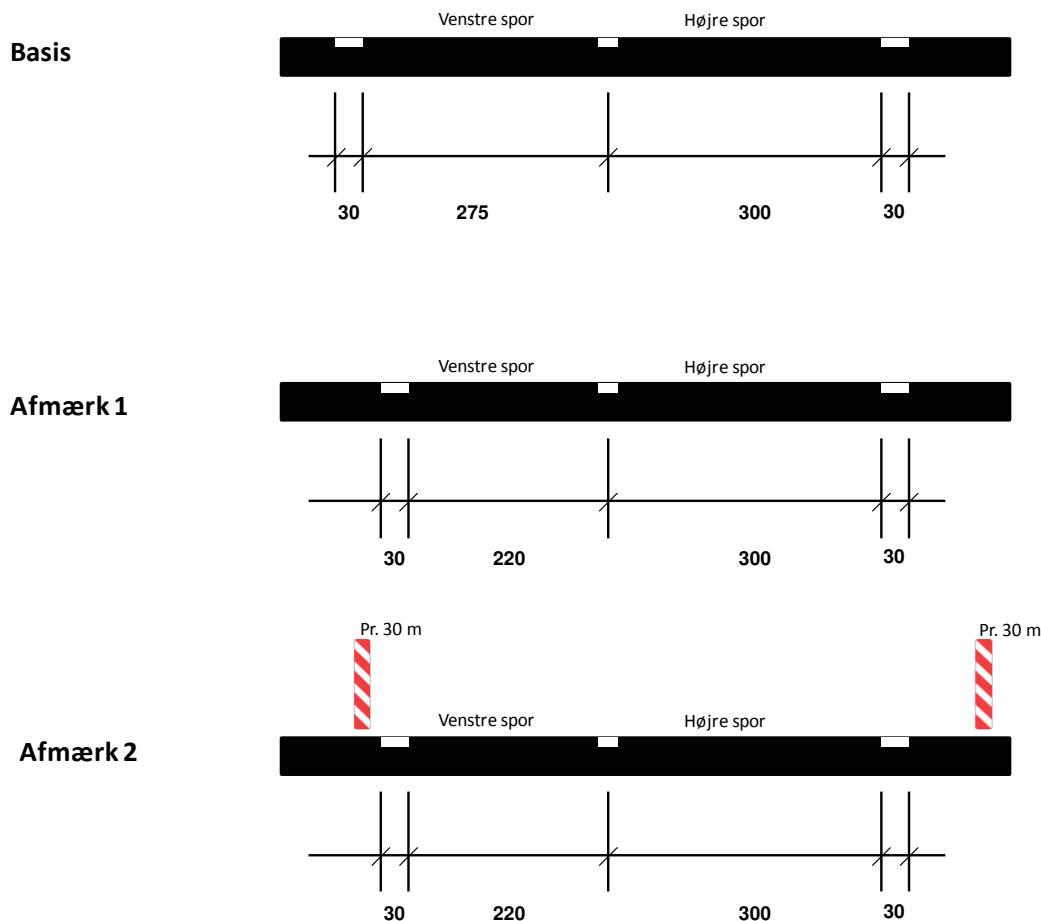 Venstre spor Højre spor
Basis
30 275 300 30
Venstre spor Højre spor
Afmærk 1
30 220 300 30
Pr. 30 m Pr. 30 m
Venstre spor Højre spor
Afmærk 2
30 220 300 30